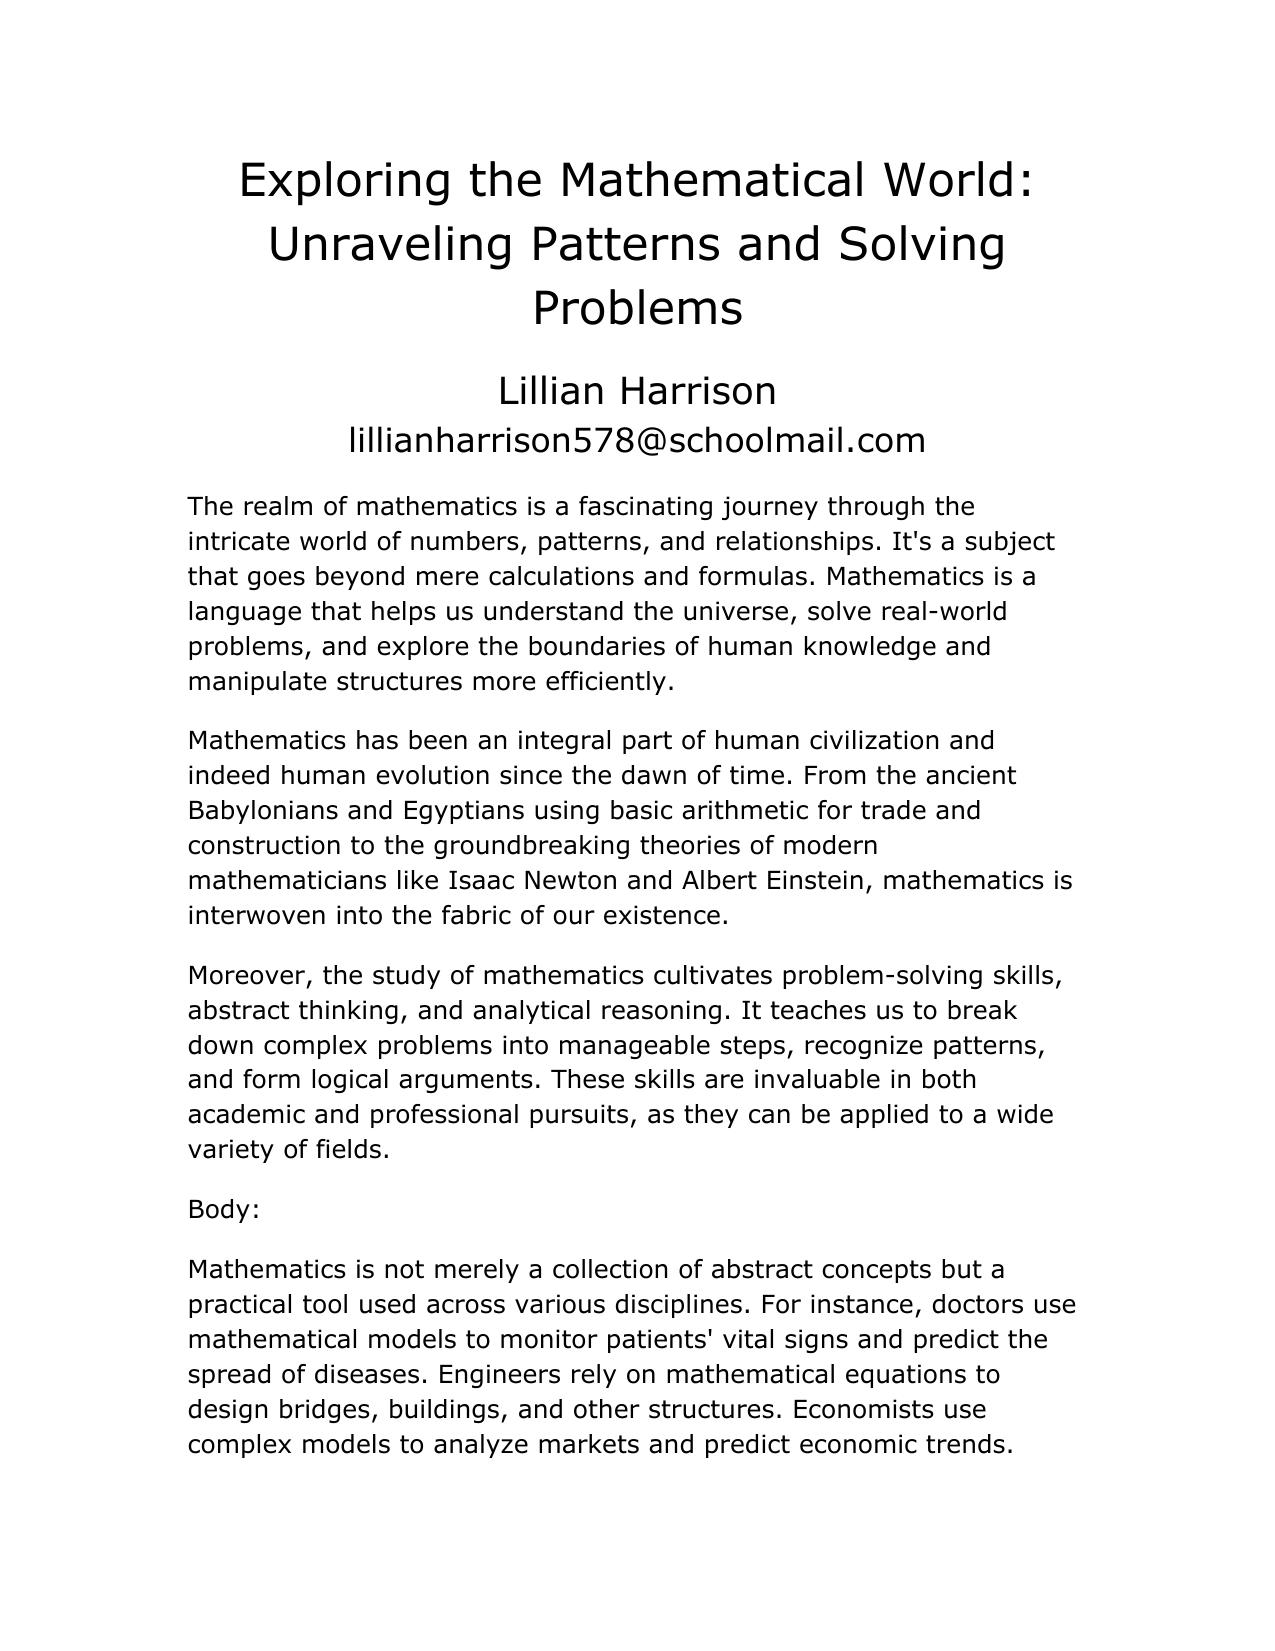 Exploring the Mathematical World:
Unraveling Patterns and Solving
Problems
Lillian Harrison
lillianharrison578@schoolmail.com
The realm of mathematics is a fascinating journey through the
intricate world of numbers, patterns, and relationships. It's a subject
that goes beyond mere calculations and formulas. Mathematics is a
language that helps us understand the universe, solve real-world
problems, and explore the boundaries of human knowledge and
manipulate structures more efficiently.
Mathematics has been an integral part of human civilization and
indeed human evolution since the dawn of time. From the ancient
Babylonians and Egyptians using basic arithmetic for trade and
construction to the groundbreaking theories of modern
mathematicians like Isaac Newton and Albert Einstein, mathematics is
interwoven into the fabric of our existence.
Moreover, the study of mathematics cultivates problem-solving skills,
abstract thinking, and analytical reasoning. It teaches us to break
down complex problems into manageable steps, recognize patterns,
and form logical arguments. These skills are invaluable in both
academic and professional pursuits, as they can be applied to a wide
variety of fields.
Body:
Mathematics is not merely a collection of abstract concepts but a
practical tool used across various disciplines. For instance, doctors use
mathematical models to monitor patients' vital signs and predict the
spread of diseases. Engineers rely on mathematical equations to
design bridges, buildings, and other structures. Economists use
complex models to analyze markets and predict economic trends.